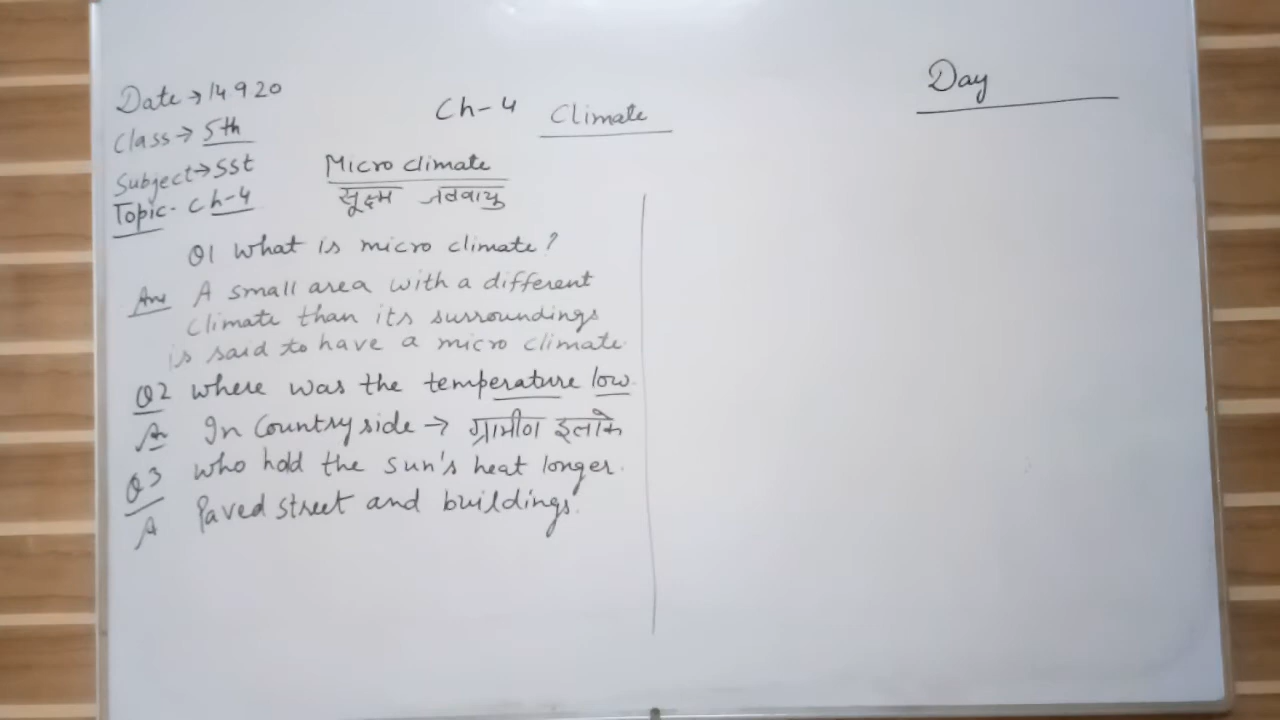 Date → 14 9 20
Class → 5th
Subject → SSt
Topic - Ch-4
Ch-4 Climate
Micro climate
सूक्ष्म जलवायु
Q1 What is micro climate?
Ans A small area with a different
climate than its surroundings
is said to have a micro climate.
Q2 where was the temperature low.
A In Country side → ग्रामीण इलाके
Q3 who hold the sun's heat longer.
A Paved street and buildings.
Day